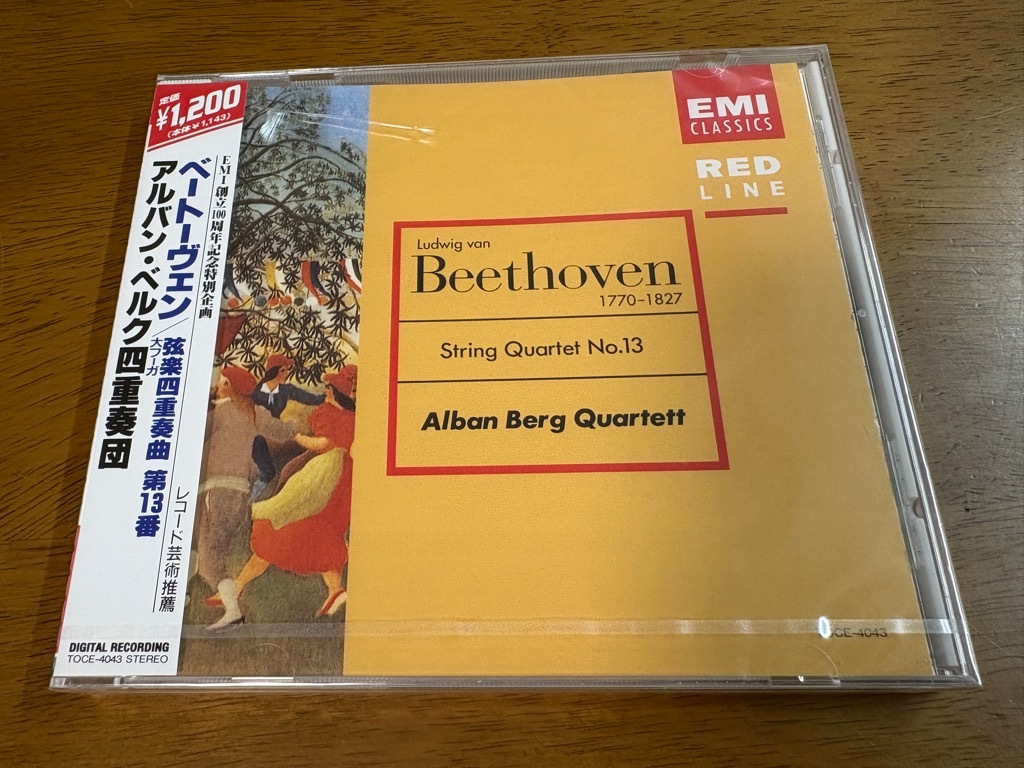 定価
¥1,200
(本体¥1,143)
EMI創立100周年記念特別企画
ベートーヴェン/弦楽四重奏曲 第13番
大フーガ
アルバン・ベルク四重奏団
レコード芸術推薦
DIGITAL RECORDING
TOCE-4043 STEREO
EMI
CLASSICS
RED
LINE
Ludwig van
Beethoven
1770-1827
String Quartet No.13
Alban Berg Quartett
TOCE-4043